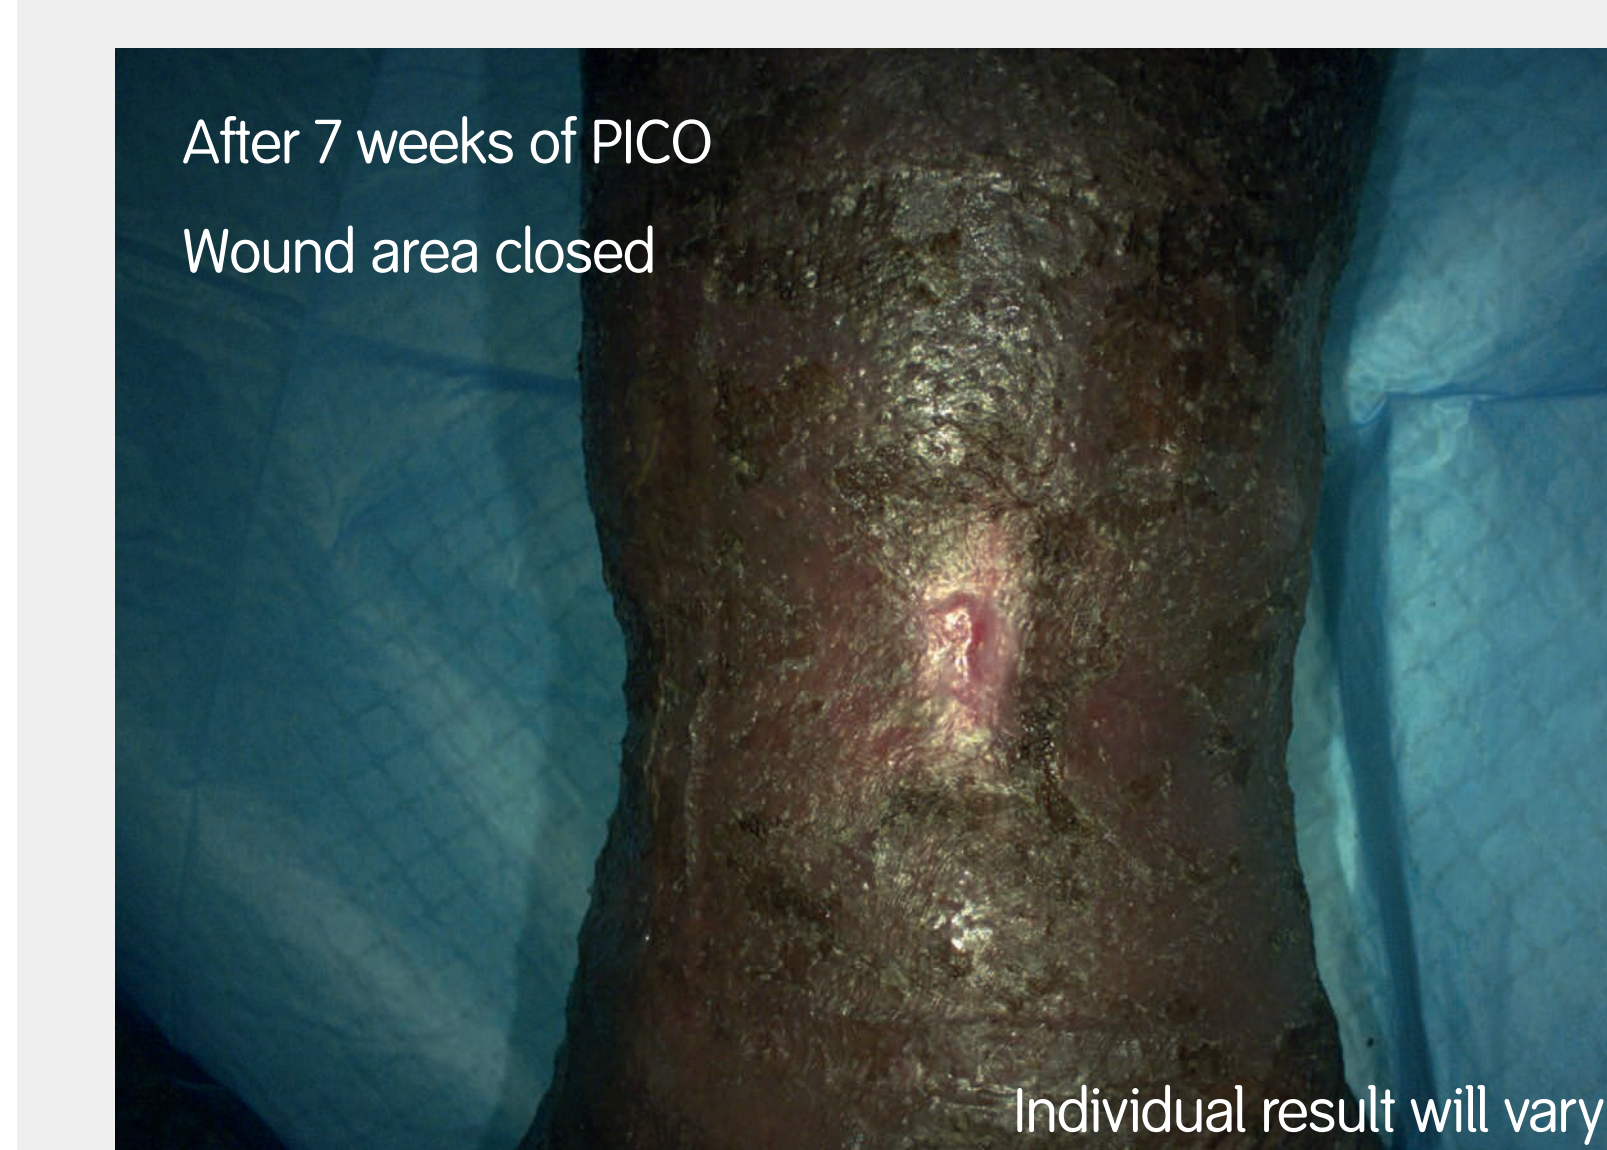 After 7 weeks of PICO
Wound area closed
Individual result will vary